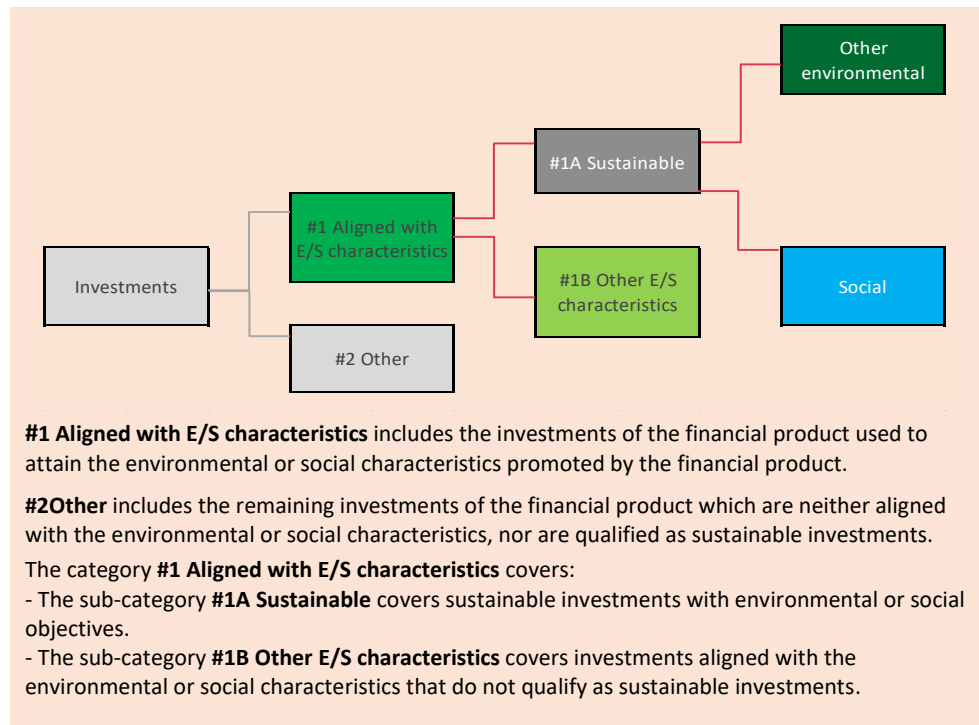 Other
environmental
#1A Sustainable
#1 Aligned with
E/S characteristics
#1B Other E/S
characteristics
Investments
Social
#2 Other
#1 Aligned with E/S characteristics includes the investments of the financial product used to
attain the environmental or social characteristics promoted by the financial product.
#2Other includes the remaining investments of the financial product which are neither aligned
with the environmental or social characteristics, nor are qualified as sustainable investments.
The category #1 Aligned with E/S characteristics covers:
- The sub-category #1A Sustainable covers sustainable investments with environmental or social
objectives.
- The sub-category #1B Other E/S characteristics covers investments aligned with the
environmental or social characteristics that do not qualify as sustainable investments.